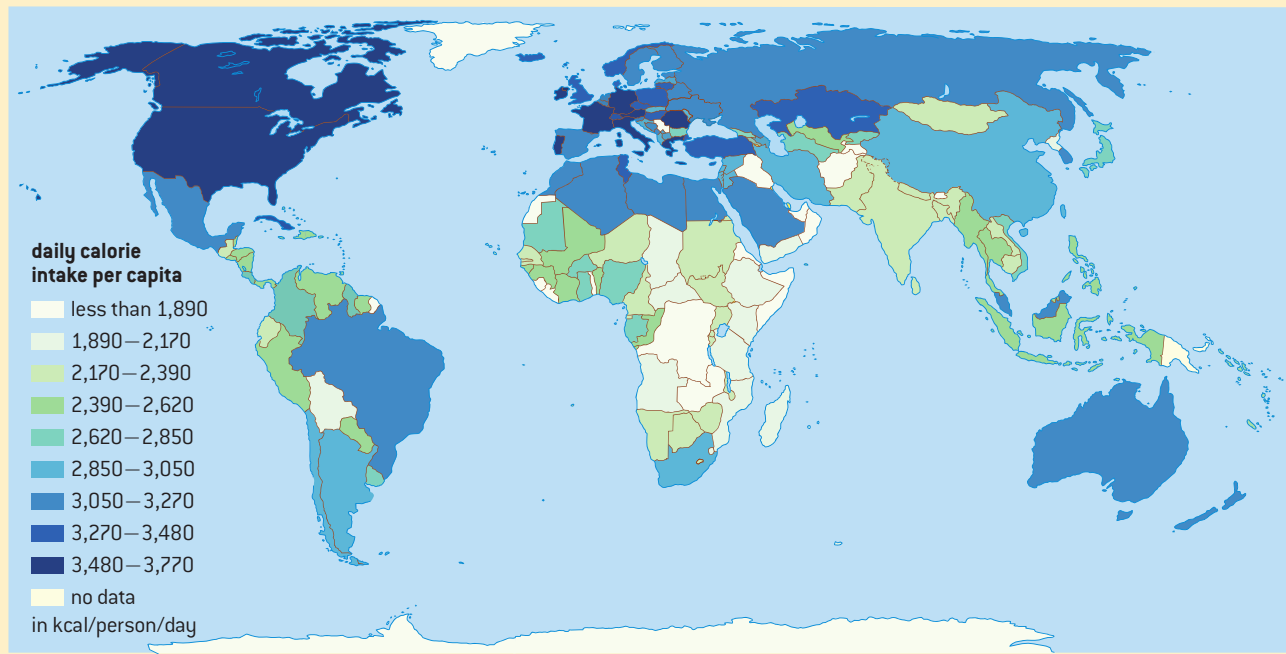 daily calorie
intake per capita
less than 1,890
1,890—2,170
2,170—2,390
2,390—2,620
2,620—2,850
2,850—3,050
3,050—3,270
3,270—3,480
3,480—3,770
no data
in kcal/person/day